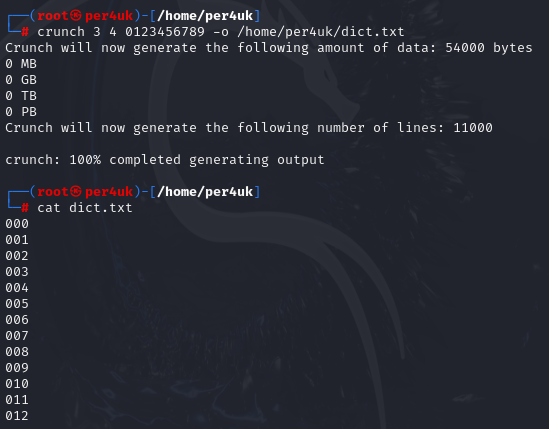 ┌──(root㉿per4uk)-[/home/per4uk]
└─# crunch 3 4 0123456789 -o /home/per4uk/dict.txt
Crunch will now generate the following amount of data: 54000 bytes
0 MB
0 GB
0 TB
0 PB
Crunch will now generate the following number of lines: 11000
crunch: 100% completed generating output
┌──(root㉿per4uk)-[/home/per4uk]
└─# cat dict.txt
000
001
002
003
004
005
006
007
008
009
010
011
012